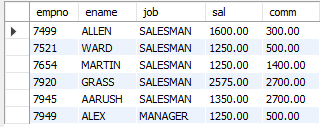 empno ename job sal comm
7499 ALLEN SALESMAN 1600.00 300.00
7521 WARD SALESMAN 1250.00 500.00
7654 MARTIN SALESMAN 1250.00 1400.00
7920 GRASS SALESMAN 2575.00 2700.00
7945 AARUSH SALESMAN 1350.00 2700.00
7949 ALEX MANAGER 1250.00 500.00